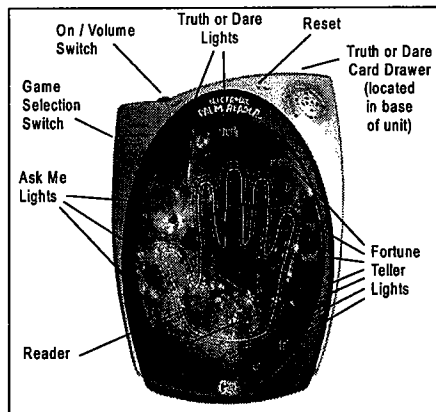 On / Volume
Switch
Truth or Dare
Lights
Reset
Truth or Dare
Card Drawer
(located
in base
of unit)
Game
Selection
Switch
ELECTRONIC
PALM READER
Ask Me
Lights
Fortune
Teller
Lights
Reader